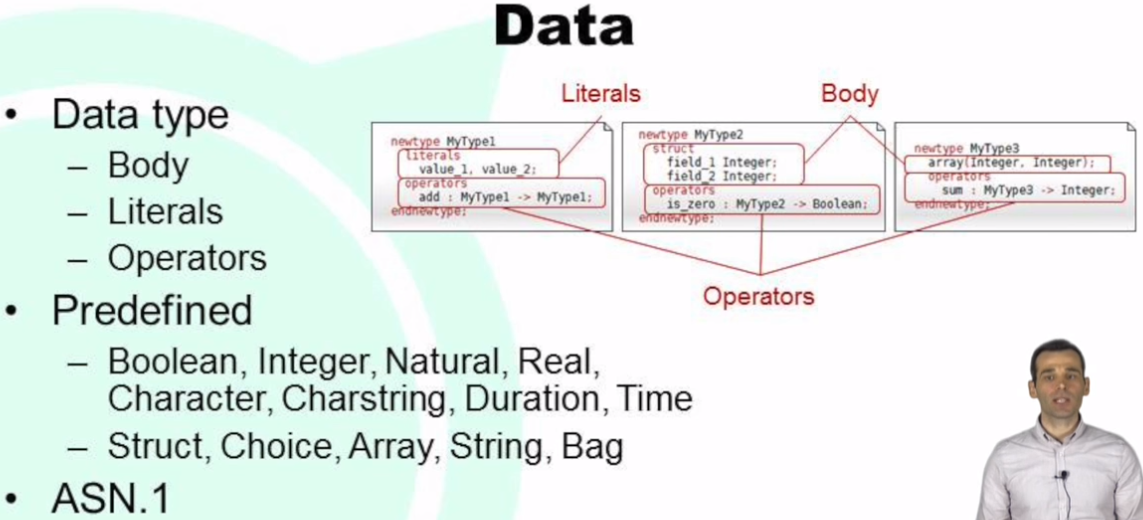 Data
• Data type
– Body
– Literals
– Operators
• Predefined
– Boolean, Integer, Natural, Real,
Character, Charstring, Duration, Time
– Struct, Choice, Array, String, Bag
• ASN.1
Literals
Body
newtype MyType1
literals
value_1, value_2;
operators
add : MyType1 -> MyType1;
endnewtype;
newtype MyType2
struct
field_1 Integer;
field_2 Integer;
operators
is_zero : MyType2 -> Boolean;
endnewtype;
newtype MyType3
array(Integer, Integer);
operators
sum : MyType3 -> Integer;
endnewtype;
Operators